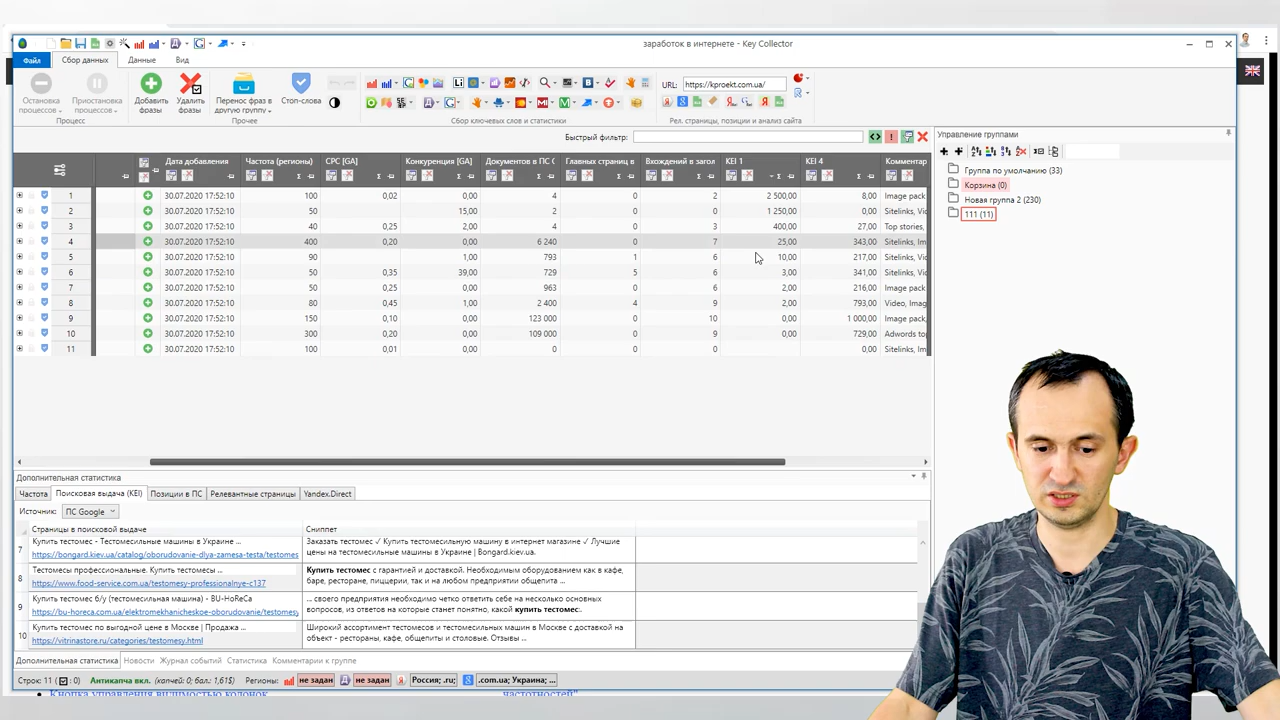 заработок в интернете - Key Collector
Файл
Сбор данных
Данные
Вид
Остановка процессов
Приостановка процессов
Добавить фразы
Удалить фразы
Перенос фраз в другую группу
Стоп-слова
URL: https://kproekt.com.ua/
Процесс
Прочее
Сбор ключевых слов и статистики
Рел. страницы, позиции и анализ сайта
Быстрый фильтр:
Управление группами
Дата добавления Частота (регионы) CPC [GA] Конкуренция [GA] Документов в ПС G Главных страниц в Вхождений в загол KEI 1 KEI 4 Комментар
1 30.07.2020 17:52:10 100 0,02 0,00 4 0 2 2 500,00 8,00 Image pack
2 30.07.2020 17:52:10 50 15,00 2 0 0 1 250,00 0,00 Sitelinks, Vid
3 30.07.2020 17:52:10 40 0,25 2,00 4 0 3 400,00 27,00 Top stories,
4 30.07.2020 17:52:10 400 0,20 0,00 6 240 0 7 25,00 343,00 Sitelinks, Im
5 30.07.2020 17:52:10 90 1,00 793 1 6 10,00 217,00 Sitelinks, Vid
6 30.07.2020 17:52:10 50 0,35 39,00 729 5 6 3,00 341,00 Sitelinks, Vid
7 30.07.2020 17:52:10 50 0,25 0,00 963 0 6 2,00 216,00 Image pack
8 30.07.2020 17:52:10 80 0,45 1,00 2 400 4 9 2,00 793,00 Video, Imag
9 30.07.2020 17:52:10 150 0,10 0,00 123 000 0 10 0,00 1 000,00 Image pack
10 30.07.2020 17:52:10 300 0,20 0,00 109 000 0 9 0,00 729,00 Adwords to
11 30.07.2020 17:52:10 100 0,01 0,00 0 0 0 0,00 Sitelinks, Im
Группа по умолчанию (33)
Корзина (0)
Новая группа 2 (230)
111 (11)
Дополнительная статистика
Частота
Поисковая выдача (KEI)
Позиции в ПС
Релевантные страницы
Yandex.Direct
Источник: ПС Google
Страницы в поисковой выдаче Сниппет
7 Купить тестомес - Тестомесильные машины в Украине ...
https://bongard.kiev.ua/catalog/oborudovanie-dlya-zamesa-testa/testomes
Заказать тестомес ✓ Купить тестомесильную машину в интернет магазине ✓ Лучшие
цены на тестомесильные машины в Украине | Bongard.kiev.ua.
8 Тестомесы профессиональные. Купить тестомесы ...
https://www.food-service.com.ua/testomesy-professionalnye-c137
Купить тестомес с гарантией и доставкой. Необходимым оборудованием как в кафе,
баре, ресторане, пиццерии, так и на любом предприятии общепита ...
9 Купить тестомес б/у (тестомесильная машина) - BU-HoReCa
https://bu-horeca.com.ua/elektromekhanicheskoe-oborudovanie/testomes
... своего предприятия необходимо четко ответить себе на несколько основных
вопросов, из ответов на которые станет понятно, какой купить тестомес.
10 Купить тестомес по выгодной цене в Москве | Продажа ...
https://vitrinastore.ru/categories/testomesy.html
Широкий ассортимент тестомесов и тестомесильных машин в Москве с доставкой на
объект - рестораны, кафе, общепиты и столовые. Отзывы ...
Дополнительная статистика
Новости
Журнал событий
Статистика
Комментарии к группе
Строк: 11 ( : 0)
Антикапча вкл. (капчей: 0; бал.: 1,61$)
Регионы:
не задан
не задан
Россия; .ru;
.com.ua; Украина; ...
Кнопка управления видимостью колонок
частотностей"